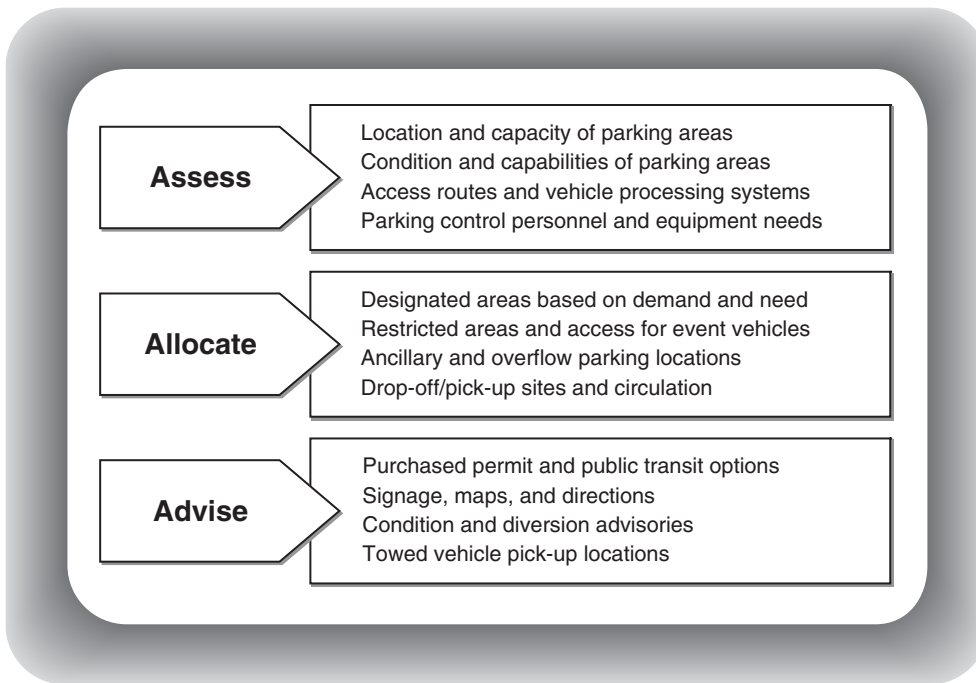 Assess
Location and capacity of parking areas
Condition and capabilities of parking areas
Access routes and vehicle processing systems
Parking control personnel and equipment needs
Allocate
Designated areas based on demand and need
Restricted areas and access for event vehicles
Ancillary and overflow parking locations
Drop-off/pick-up sites and circulation
Advise
Purchased permit and public transit options
Signage, maps, and directions
Condition and diversion advisories
Towed vehicle pick-up locations